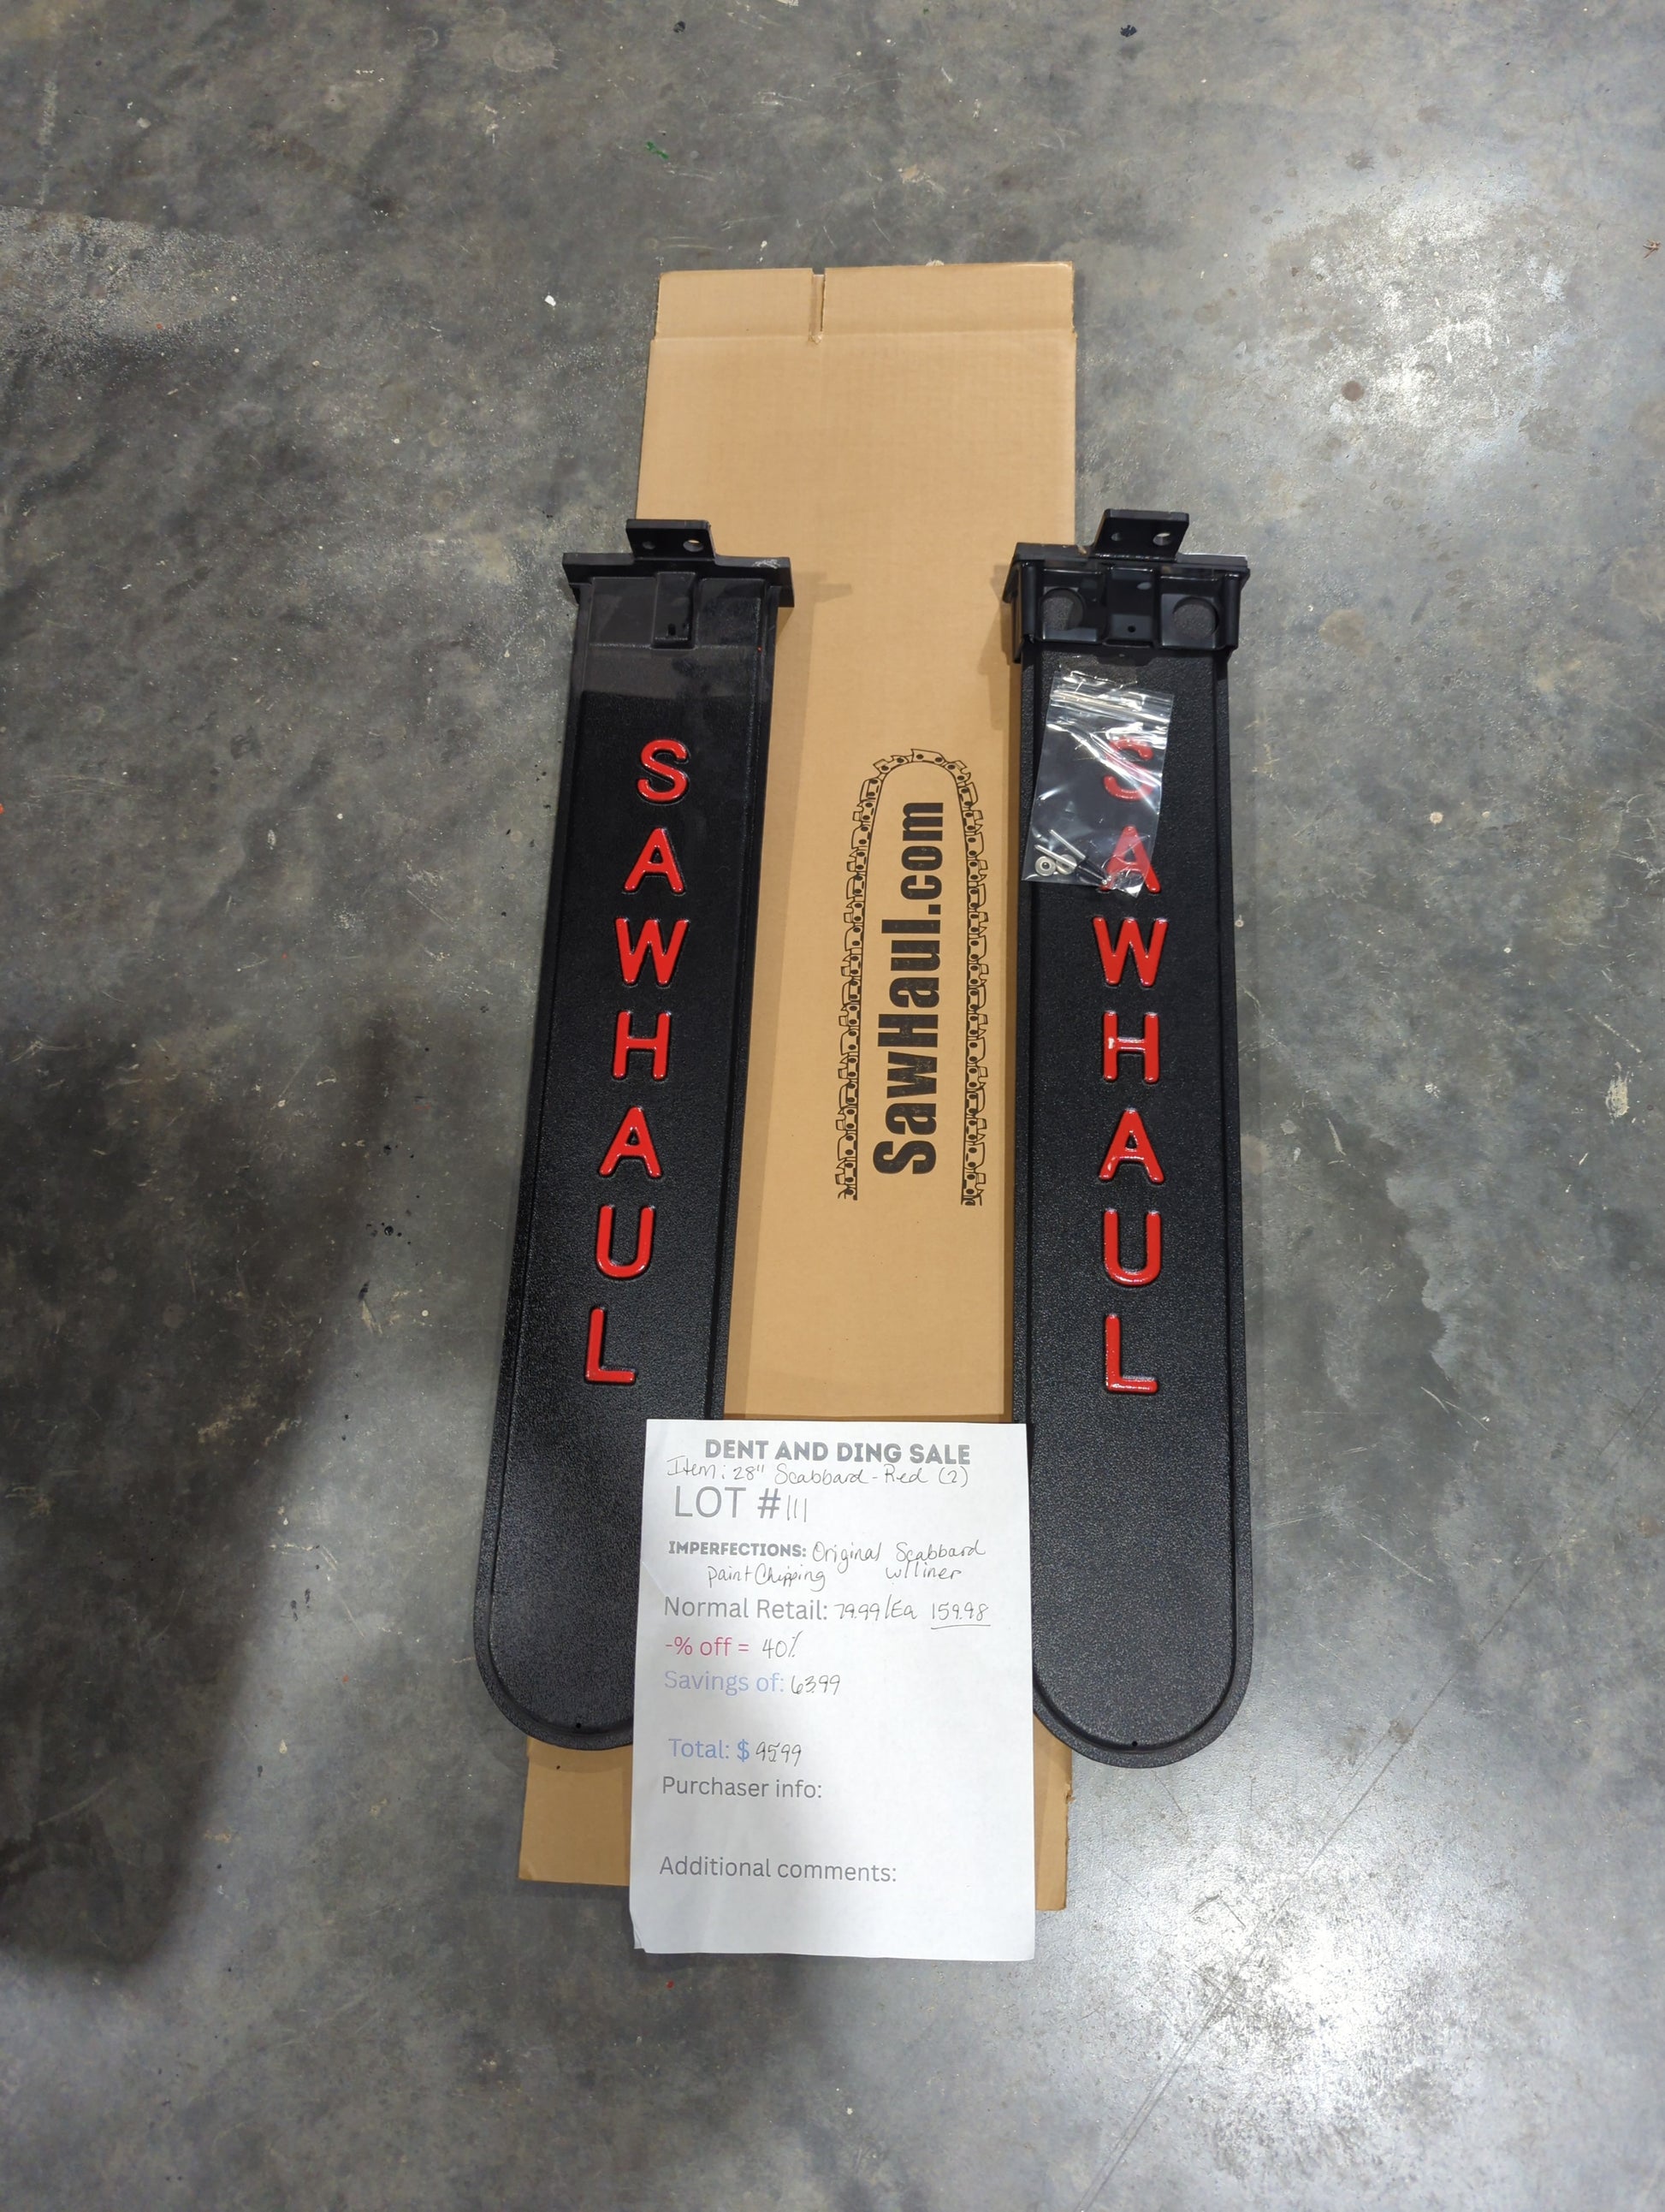 SAWHAUL
SawHaul.com
SAWHAUL
DENT AND DING SALE
Item: 28" Scabbard - Red (2)
LOT #111
IMPERFECTIONS: Original Scabbard
paint Chipping w/liner
Normal Retail: 79.99/Ea 159.98
-% off = 40%
Savings of: 63.99
Total: $ 95.99
Purchaser info:
Additional comments: